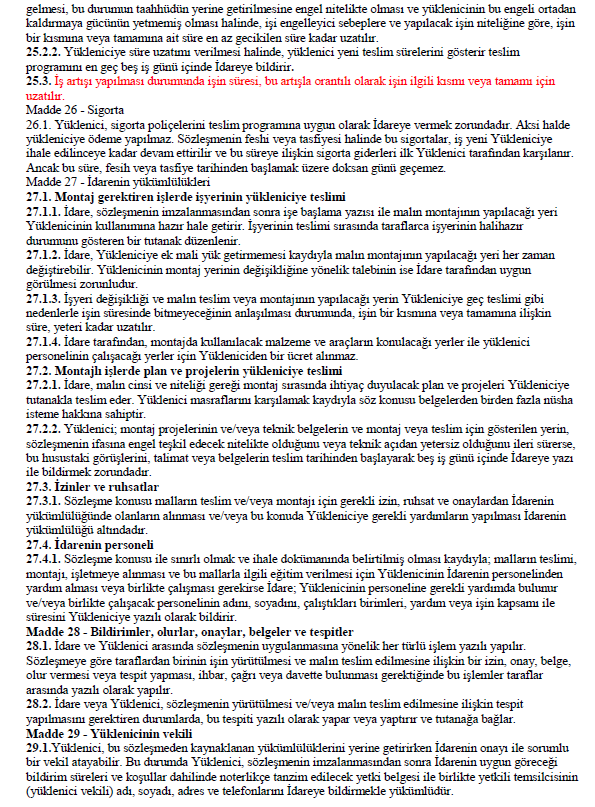 gelmesi, bu durumun taahhüdün yerine getirilmesine engel nitelikte olması ve yüklenicinin bu engeli ortadan
kaldırmaya gücünün yetmemiş olması halinde, işi engelleyici sebeplere ve yapılacak işin niteliğine göre, işin
bir kısmına veya tamamına ait süre en az gecikilen süre kadar uzatılır.
25.2.2. Yükleniciye süre uzatımı verilmesi halinde, yüklenici yeni teslim sürelerini gösterir teslim
programını en geç beş iş günü içinde İdareye bildirir.
25.3. İş artışı yapılması durumunda işin süresi, bu artışla orantılı olarak işin ilgili kısmı veya tamamı için
uzatılır.
Madde 26 - Sigorta
26.1. Yüklenici, sigorta poliçelerini teslim programına uygun olarak İdareye vermek zorundadır. Aksi halde
yükleniciye ödeme yapılmaz. Sözleşmenin feshi veya tasfiyesi halinde bu sigortalar, iş yeni Yükleniciye
ihale edilinceye kadar devam ettirilir ve bu süreye ilişkin sigorta giderleri ilk Yüklenici tarafından karşılanır.
Ancak bu süre, fesih veya tasfiye tarihinden başlamak üzere doksan günü geçemez.
Madde 27 - İdarenin yükümlülükleri
27.1. Montaj gerektiren işlerde işyerinin yükleniciye teslimi
27.1.1. İdare, sözleşmenin imzalanmasından sonra işe başlama yazısı ile malın montajının yapılacağı yeri
Yüklenicinin kullanımına hazır hale getirir. İşyerinin teslimi sırasında taraflarca işyerinin halihazır
durumunu gösteren bir tutanak düzenlenir.
27.1.2. İdare, Yükleniciye ek mali yük getirmemesi kaydıyla malın montajının yapılacağı yeri her zaman
değiştirebilir. Yüklenicinin montaj yerinin değişikliğine yönelik talebinin ise İdare tarafından uygun
görülmesi zorunludur.
27.1.3. İşyeri değişikliği ve malın teslim veya montajının yapılacağı yerin Yükleniciye geç teslimi gibi
nedenlerle işin süresinde bitmeyeceğinin anlaşılması durumunda, işin bir kısmına veya tamamına ilişkin
süre, yeteri kadar uzatılır.
27.1.4. İdare tarafından, montajda kullanılacak malzeme ve araçların konulacağı yerler ile yüklenici
personelinin çalışacağı yerler için Yükleniciden bir ücret alınmaz.
27.2. Montajlı işlerde plan ve projelerin yükleniciye teslimi
27.2.1. İdare, malın cinsi ve niteliği gereği montaj sırasında ihtiyaç duyulacak plan ve projeleri Yükleniciye
tutanakla teslim eder. Yüklenici masraflarını karşılamak kaydıyla söz konusu belgelerden birden fazla nüsha
isteme hakkına sahiptir.
27.2.2. Yüklenici; montaj projelerinin ve/veya teknik belgelerin ve montaj veya teslim için gösterilen yerin,
sözleşmenin ifasına engel teşkil edecek nitelikte olduğunu veya teknik açıdan yetersiz olduğunu ileri sürerse,
bu husustaki görüşlerini, talimat veya belgelerin teslim tarihinden başlayarak beş iş günü içinde İdareye yazı
ile bildirmek zorundadır.
27.3. İzinler ve ruhsatlar
27.3.1. Sözleşme konusu malların teslim ve/veya montajı için gerekli izin, ruhsat ve onaylardan İdarenin
yükümlülüğünde olanların alınması ve/veya bu konuda Yükleniciye gerekli yardımların yapılması İdarenin
yükümlülüğü altındadır.
27.4. İdarenin personeli
27.4.1. Sözleşme konusu ile sınırlı olmak ve ihale dokümanında belirtilmiş olması kaydıyla; malların teslimi,
montajı, işletmeye alınması ve bu mallarla ilgili eğitim verilmesi için Yüklenicinin İdarenin personelinden
yardım alması veya birlikte çalışması gerekirse İdare; Yüklenicinin personeline gerekli yardımda bulunur
ve/veya birlikte çalışacak personelinin adını, soyadını, çalıştıkları birimleri, yardım veya işin kapsamı ile
süresini Yükleniciye yazılı olarak bildirir.
Madde 28 - Bildirimler, olurlar, onaylar, belgeler ve tespitler
28.1. İdare ve Yüklenici arasında sözleşmenin uygulanmasına yönelik her türlü işlem yazılı yapılır.
Sözleşmeye göre taraflardan birinin işin yürütülmesi ve malın teslim edilmesine ilişkin bir izin, onay, belge,
olur vermesi veya tespit yapması, ihbar, çağrı veya davette bulunması gerektiğinde bu işlemler taraflar
arasında yazılı olarak yapılır.
28.2. İdare veya Yüklenici, sözleşmenin yürütülmesi ve/veya malın teslim edilmesine ilişkin tespit
yapılmasını gerektiren durumlarda, bu tespiti yazılı olarak yapar veya yaptırır ve tutanağa bağlar.
Madde 29 - Yüklenicinin vekili
29.1.Yüklenici, bu sözleşmeden kaynaklanan yükümlülüklerini yerine getirirken İdarenin onayı ile sorumlu
bir vekil atayabilir. Bu durumda Yüklenici, sözleşmenin imzalanmasından sonra İdarenin uygun göreceği
bildirim süreleri ve koşullar dahilinde noterlikçe tanzim edilecek yetki belgesi ile birlikte yetkili temsilcisinin
(yüklenici vekili) adı, soyadı, adres ve telefonlarını İdareye bildirmekle yükümlüdür.